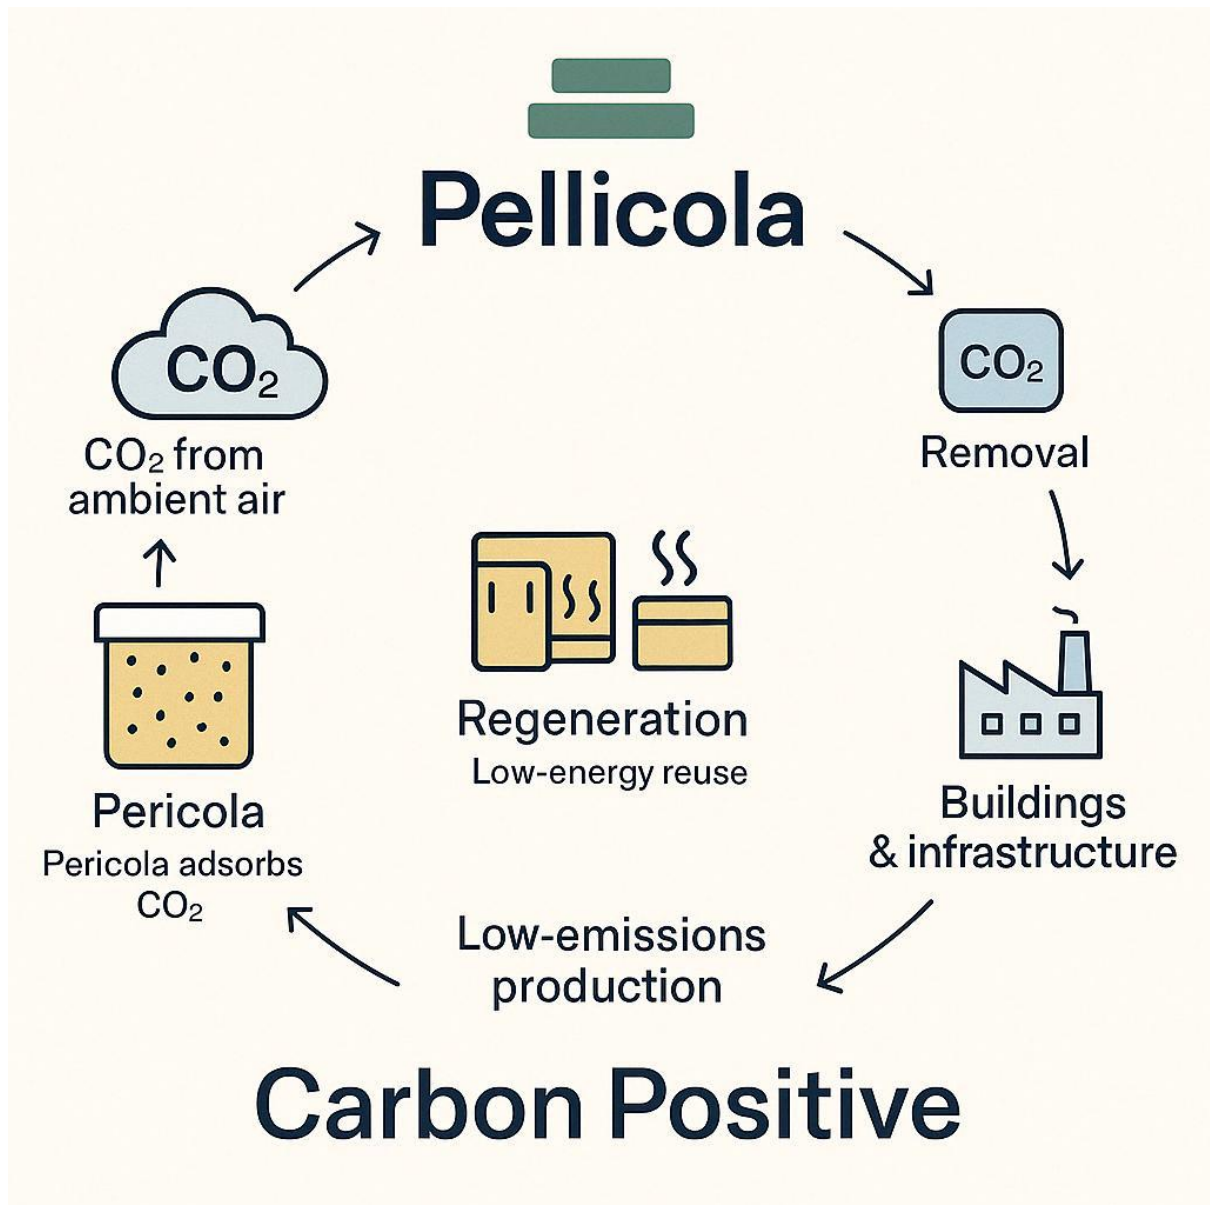 Pellicola
CO₂
CO₂ from
ambient air
CO₂
Removal
Pericola
Pericola adsorbs
CO₂
Regeneration
Low-energy reuse
Buildings
& infrastructure
Low-emissions
production
Carbon Positive